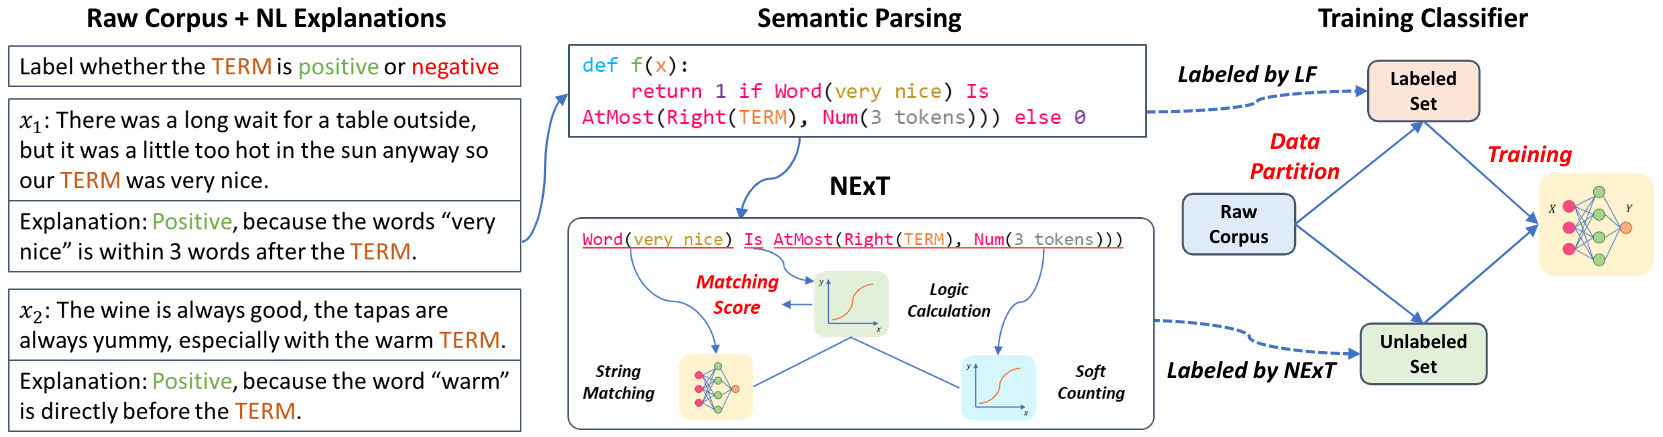 Raw Corpus + NL Explanations
Label whether the TERM is positive or negative
x₁: There was a long wait for a table outside,
but it was a little too hot in the sun anyway so
our TERM was very nice.
Explanation: Positive, because the words “very
nice” is within 3 words after the TERM.
x₂: The wine is always good, the tapas are
always yummy, especially with the warm TERM.
Explanation: Positive, because the word “warm”
is directly before the TERM.
Semantic Parsing
def f(x):
return 1 if Word(very nice) Is
AtMost(Right(TERM), Num(3 tokens))) else 0
NExT
Word(very nice) Is AtMost(Right(TERM), Num(3 tokens)))
Matching
Score
y
x
Logic
Calculation
String
Matching
y
x
Soft
Counting
Training Classifier
Labeled by LF
Labeled
Set
Data
Partition
Training
Raw
Corpus
X
Y
Labeled by NExT
Unlabeled
Set